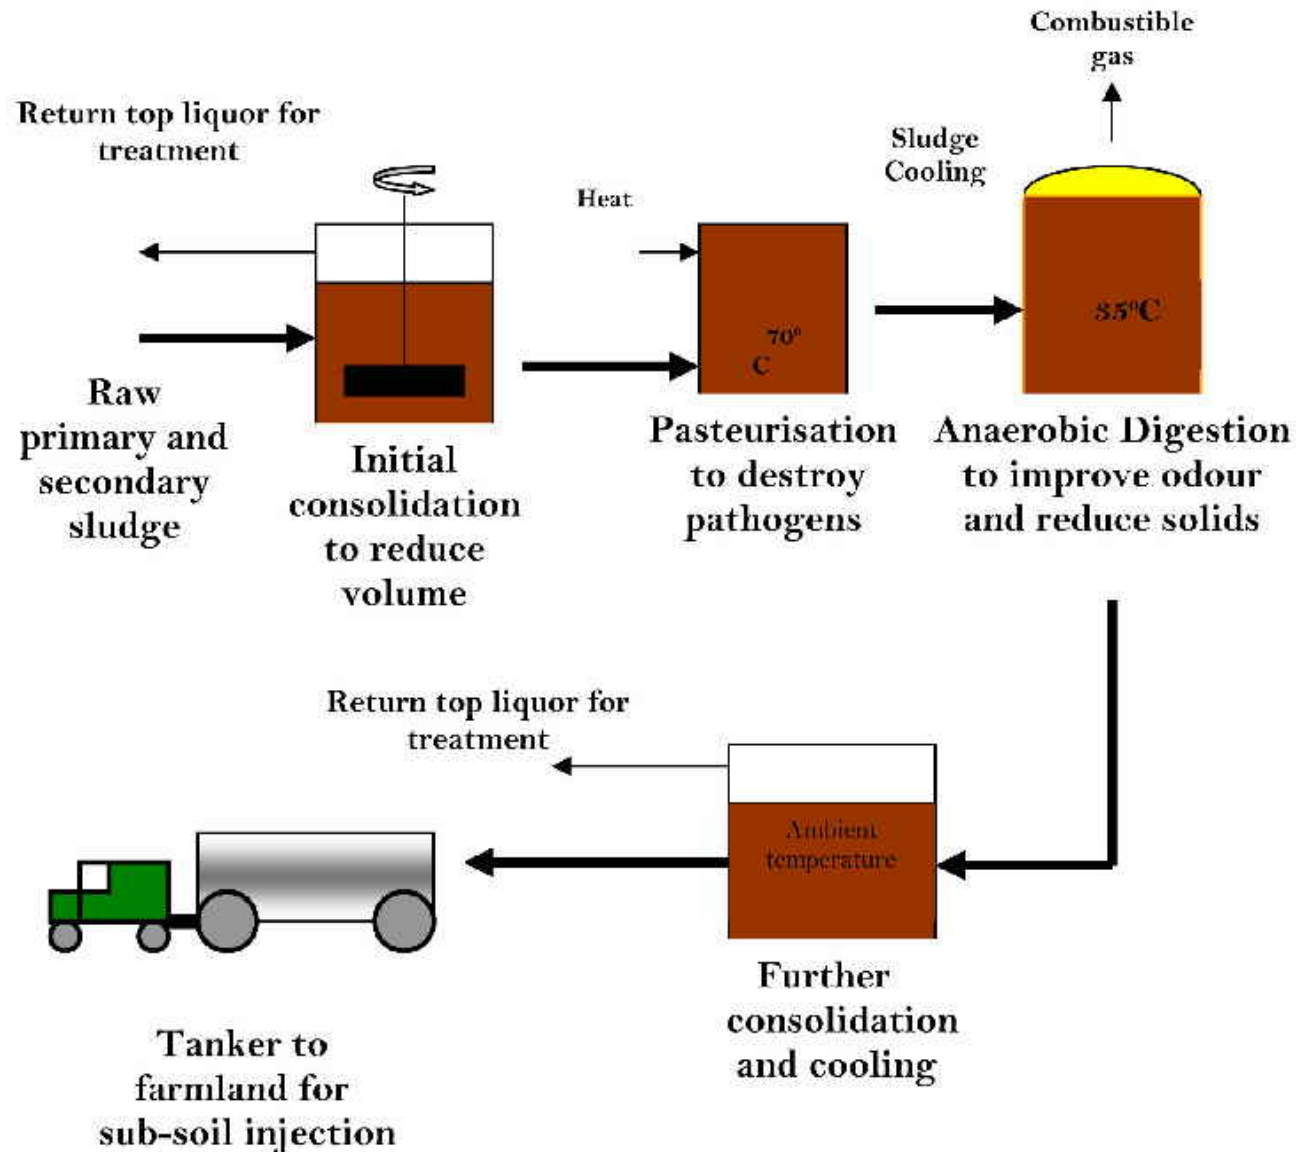 Combustible
gas
Return top liquor for
treatment
Sludge
Cooling
Heat
35⁰C
70⁰
C
Raw
primary and
secondary
sludge
Initial
consolidation
to reduce
volume
Pasteurisation
to destroy
pathogens
Anaerobic Digestion
to improve odour
and reduce solids
Return top liquor for
treatment
Ambient
temperature
Further
consolidation
and cooling
Tanker to
farmland for
sub-soil injection